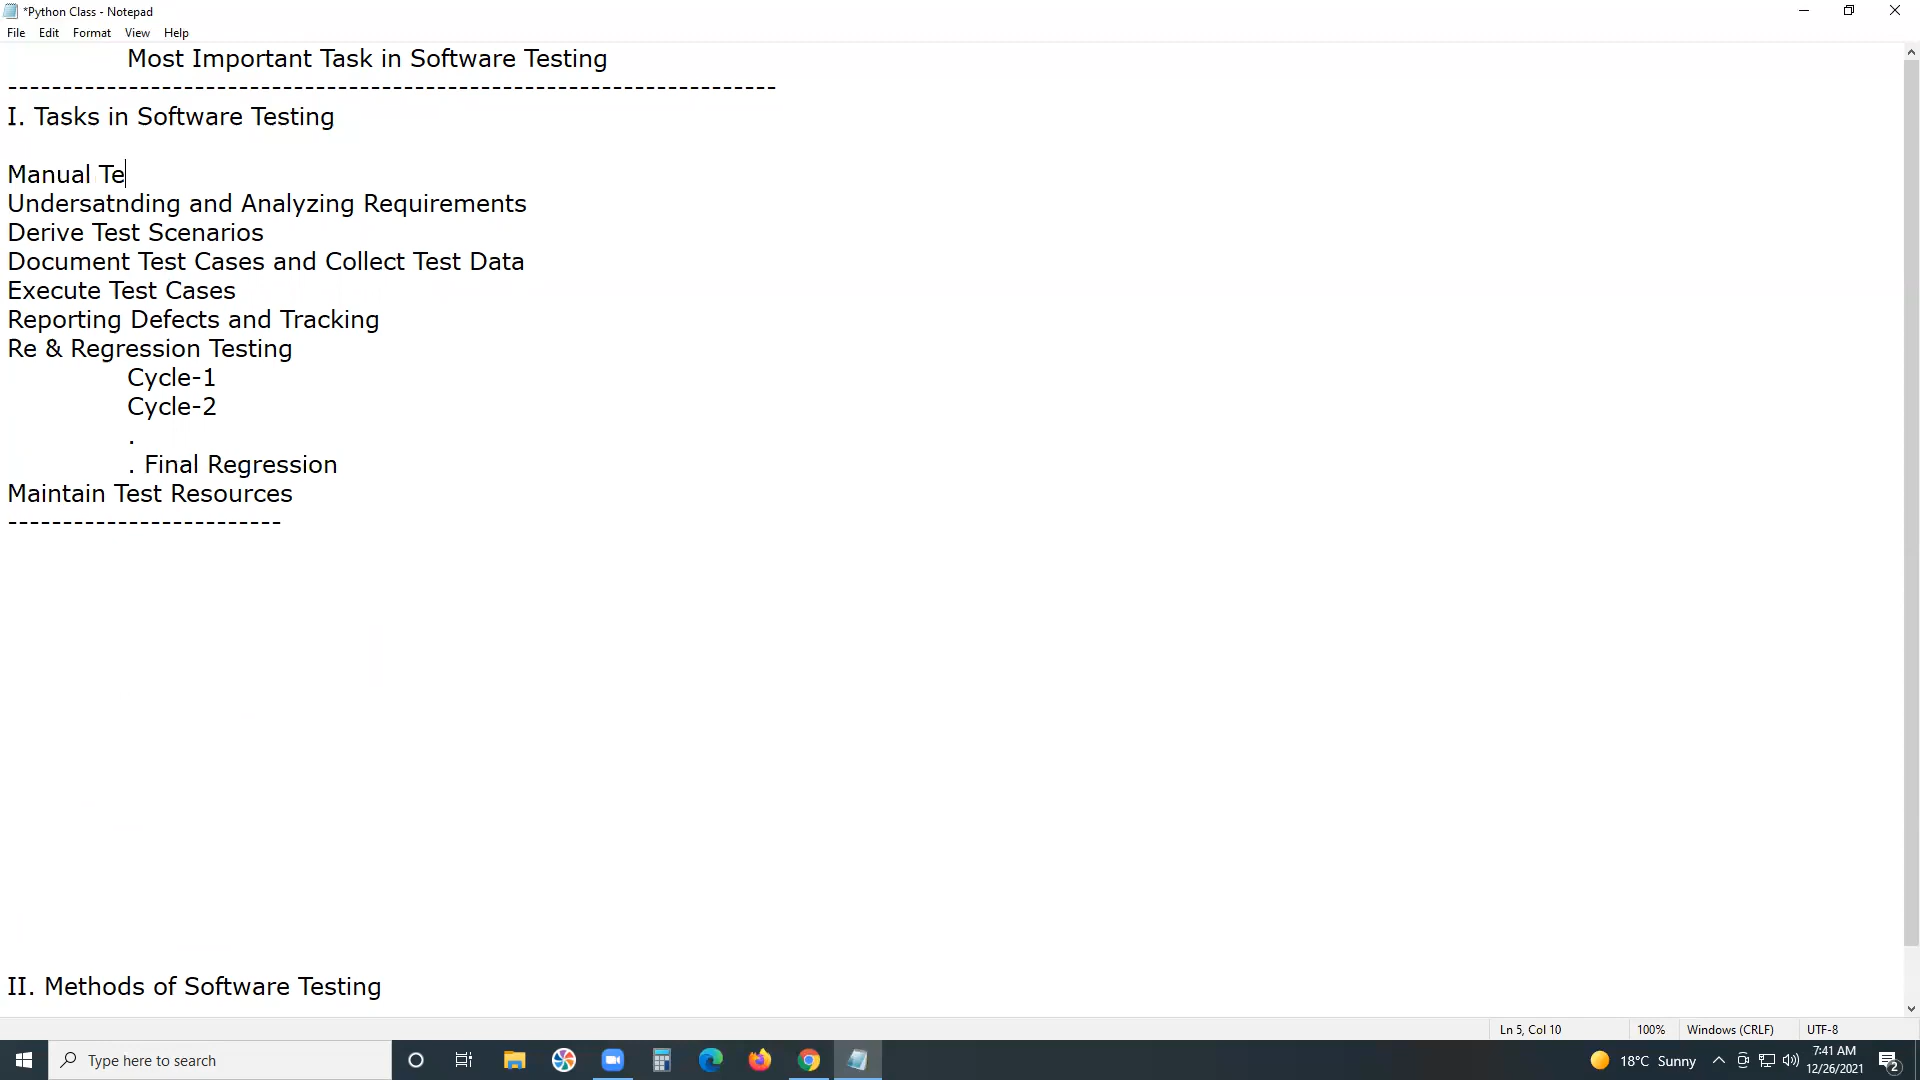 *Python Class - Notepad
File Edit Format View Help
Most Important Task in Software Testing
----------------------------------------------------------------------
I. Tasks in Software Testing
Manual Te
Undersatnding and Analyzing Requirements
Derive Test Scenarios
Document Test Cases and Collect Test Data
Execute Test Cases
Reporting Defects and Tracking
Re & Regression Testing
Cycle-1
Cycle-2
.
. Final Regression
Maintain Test Resources
-------------------------
II. Methods of Software Testing
Ln 5, Col 10 100% Windows (CRLF) UTF-8
Type here to search 18°C Sunny 7:41 AM
12/26/2021 2